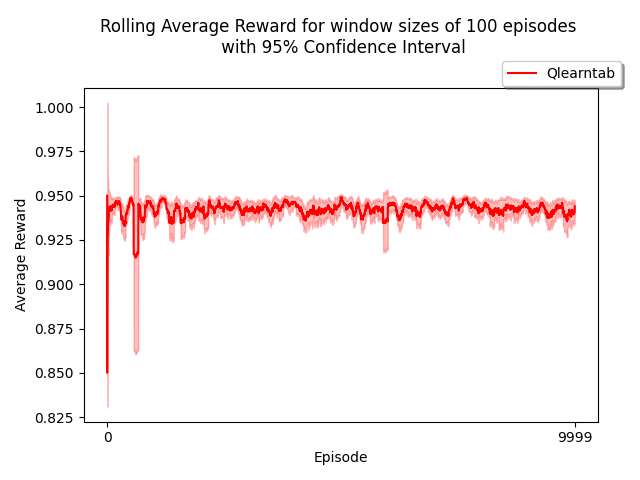 Rolling Average Reward for window sizes of 100 episodes
with 95% Confidence Interval
Qlearntab
1.000
0.975
0.950
0.925
0.900
0.875
0.850
0.825
Average Reward
0
9999
Episode